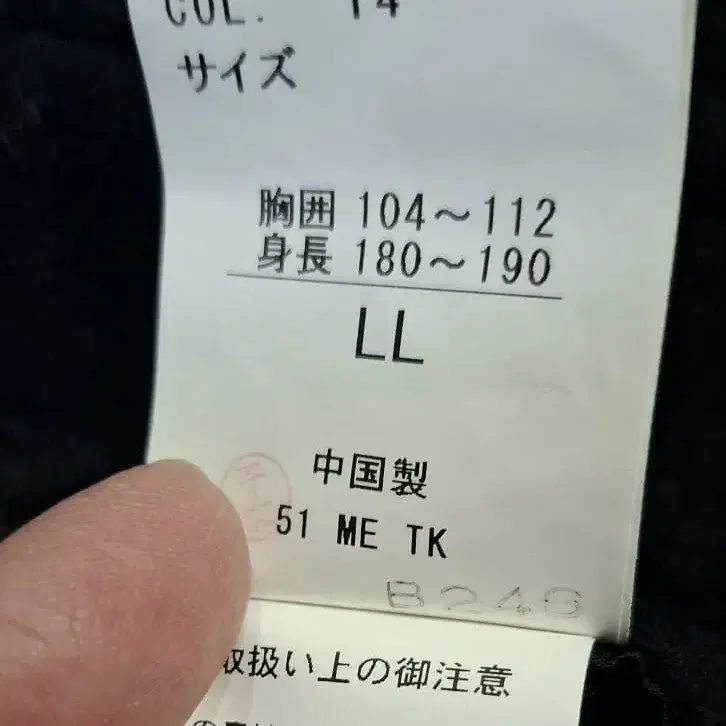 COL. 14
サイズ
胸囲 104～112
身長 180～190
LL
中国製
51 ME TK
取扱い上の御注意